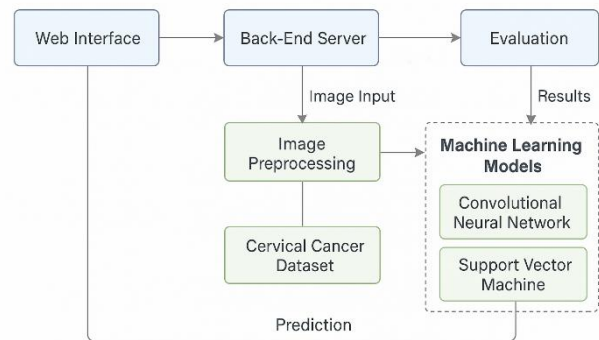 Web Interface
Back-End Server
Evaluation
Image Input
Results
Image
Preprocessing
Machine Learning
Models
Convolutional
Neural Network
Cervical Cancer
Dataset
Support Vector
Machine
Prediction